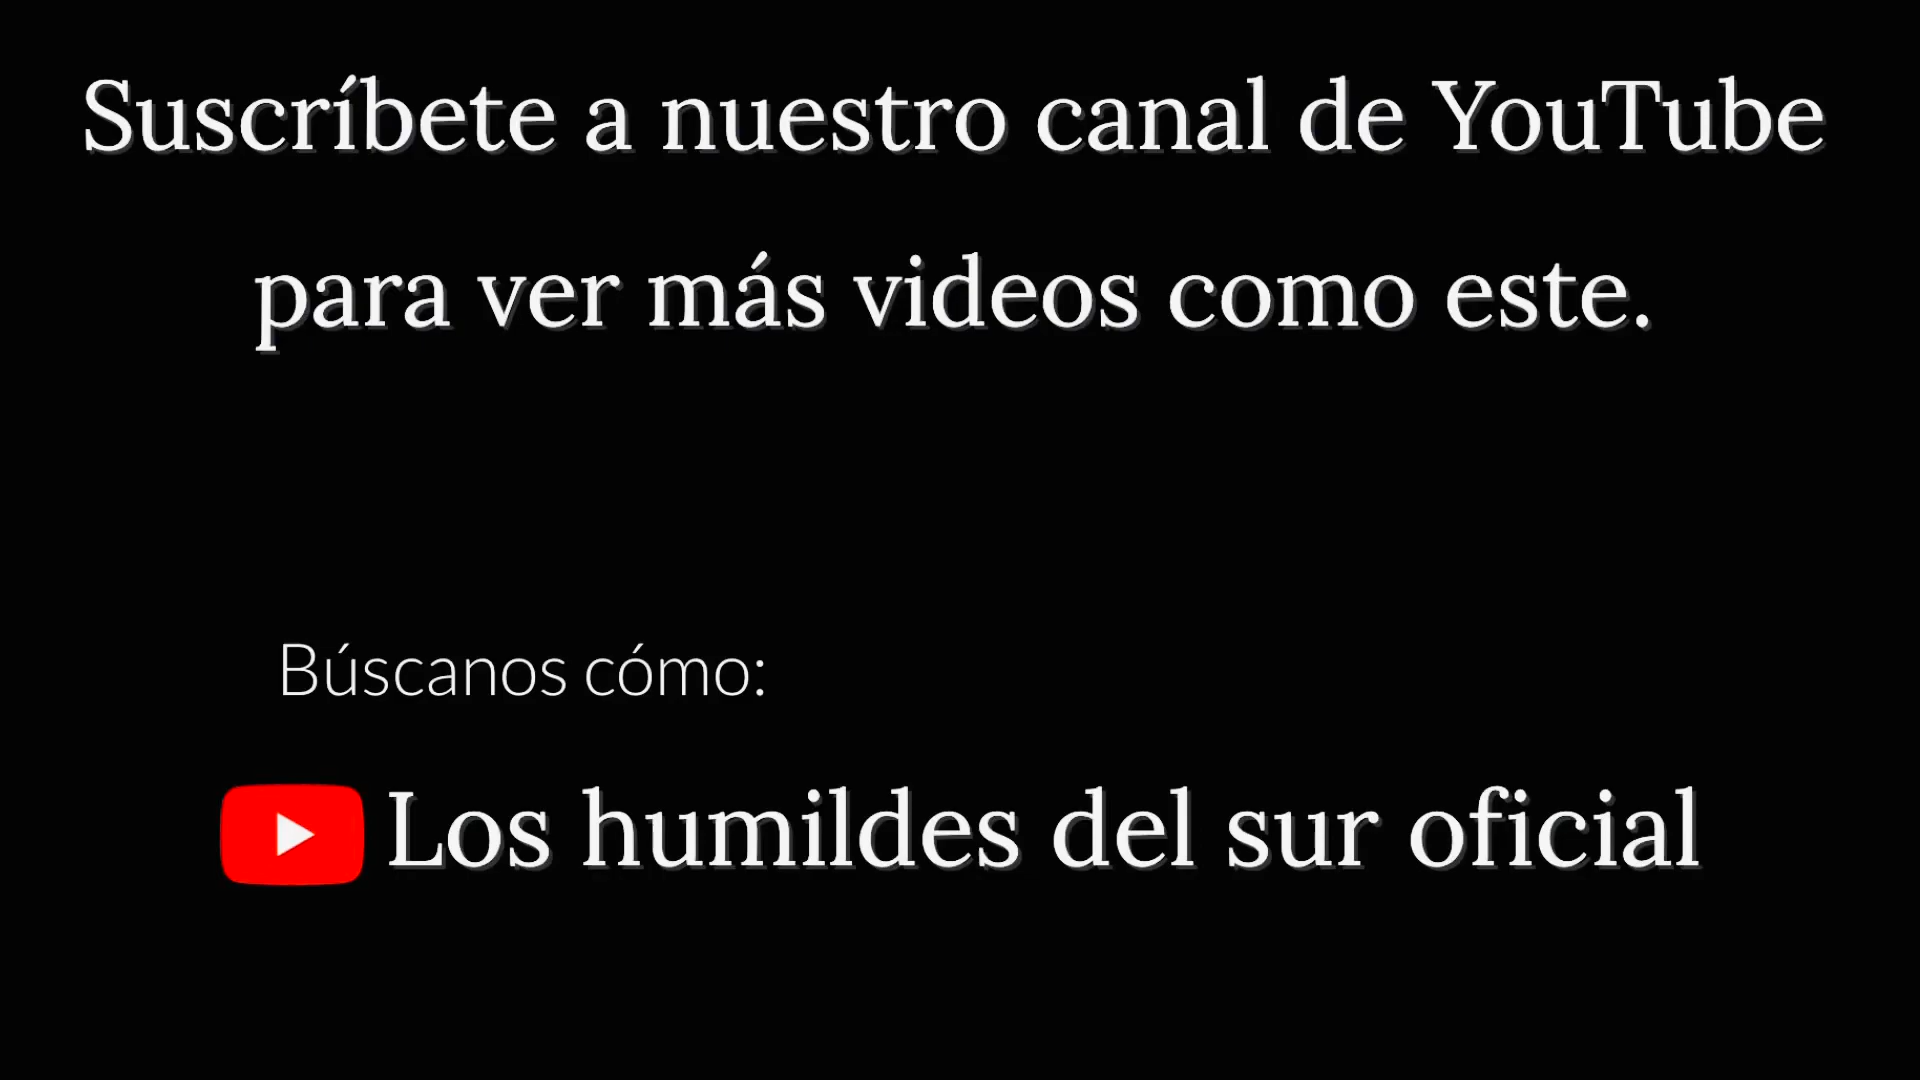 Suscríbete a nuestro canal de YouTube
para ver más videos como este.
Búscanos cómo:
Los humildes del sur oficial